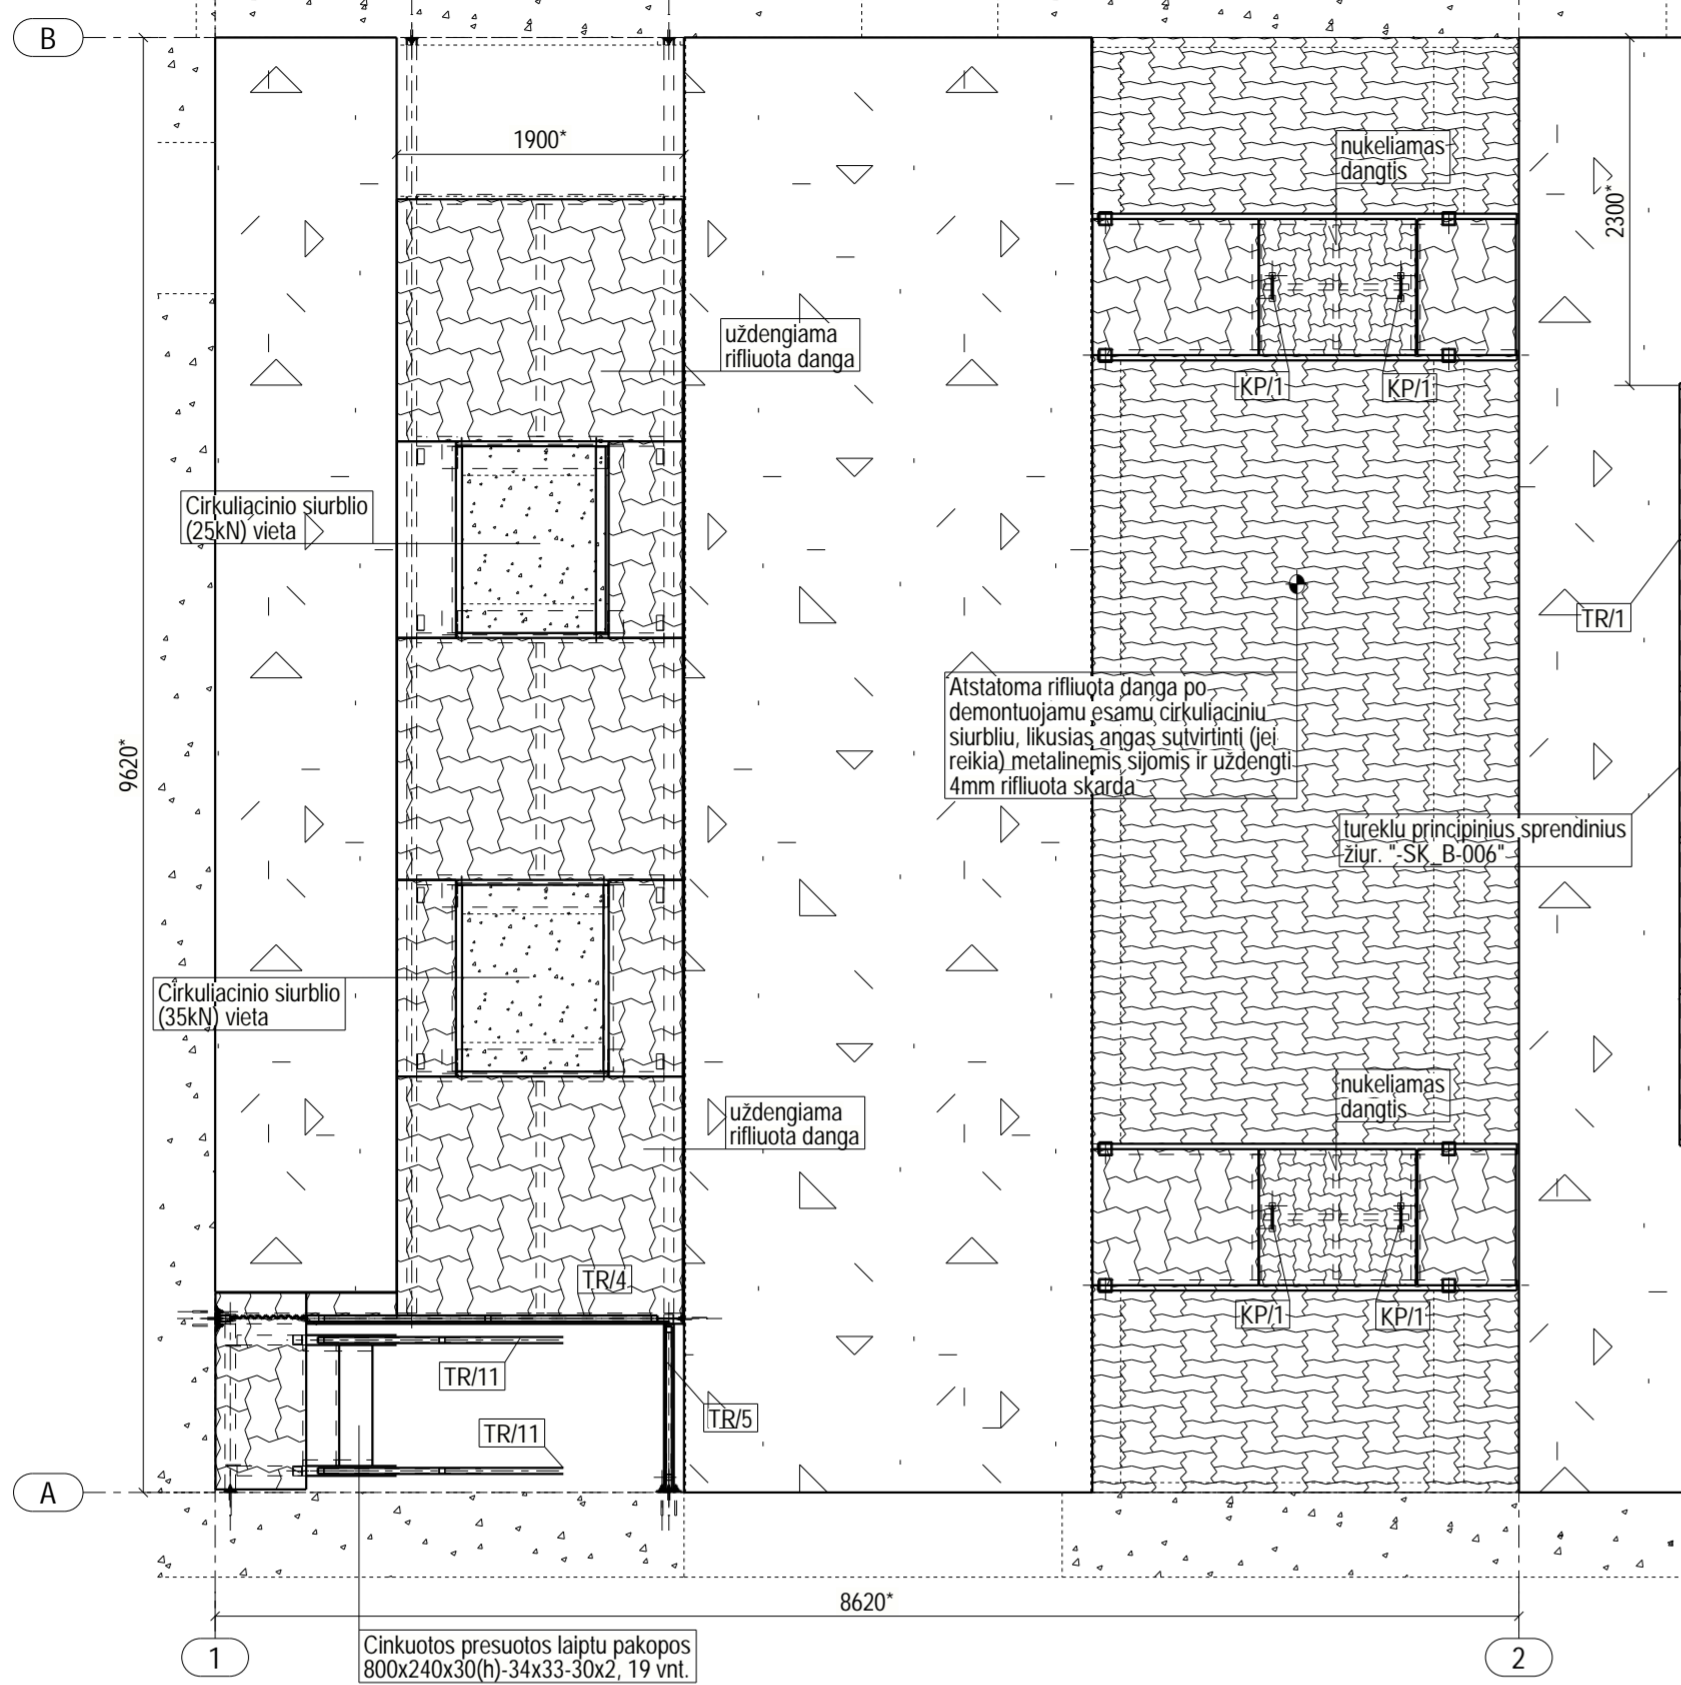 B
1900*
nukeliamas
dangtis
2300*
uždengiama
rifliuota danga
KP/1
KP/1
Cirkuliącinio siurblio
(25kN) vieta
TR/1
Atstatoma rifliuota danga po
demontuojamu esamu cirkuliaciniu
siurbliu, likusias angas sutvirtinti (jei
reikia) metalinemis sijomis ir uždengti
4mm rifliuota skarda
9620*
tureklu principinius sprendinius
žiur. "-SK_B-006"
Cirkuliacinio siurblio
(35kN) vieta
nukeliamas
dangtis
uždengiama
rifliuota danga
TR/4
KP/1
KP/1
TR/11
TR/5
TR/11
A
8620*
1
Cinkuotos presuotos laiptu pakopos
800x240x30(h)-34x33-30x2, 19 vnt.
2